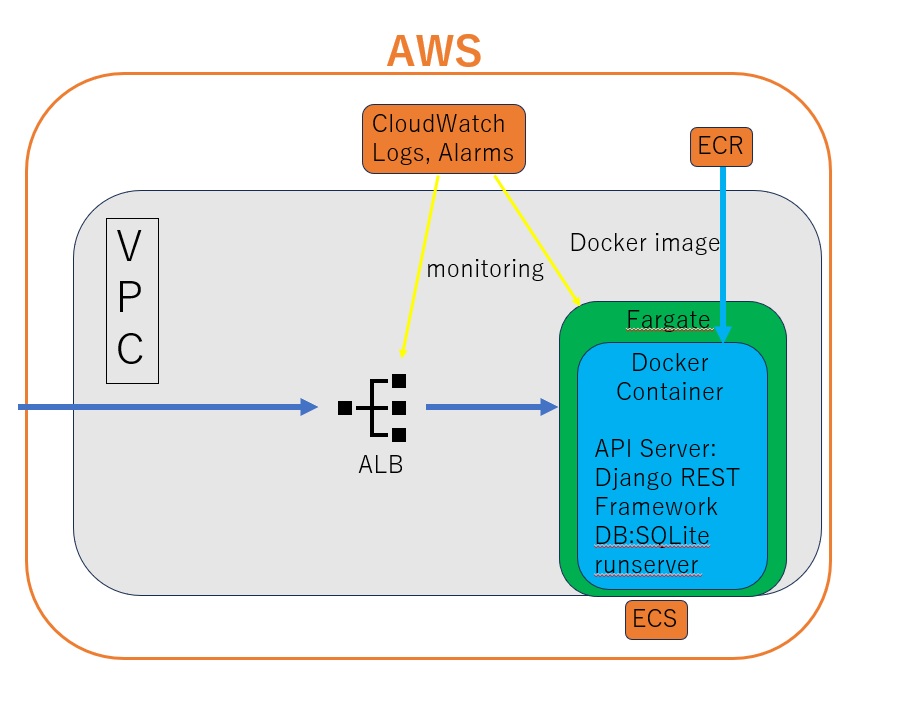 AWS
CloudWatch
Logs, Alarms
ECR
V
P
C
Docker image
monitoring
Fargate
Docker
Container
API Server:
Django REST
Framework
DB:SQLite
runserver
ALB
ECS